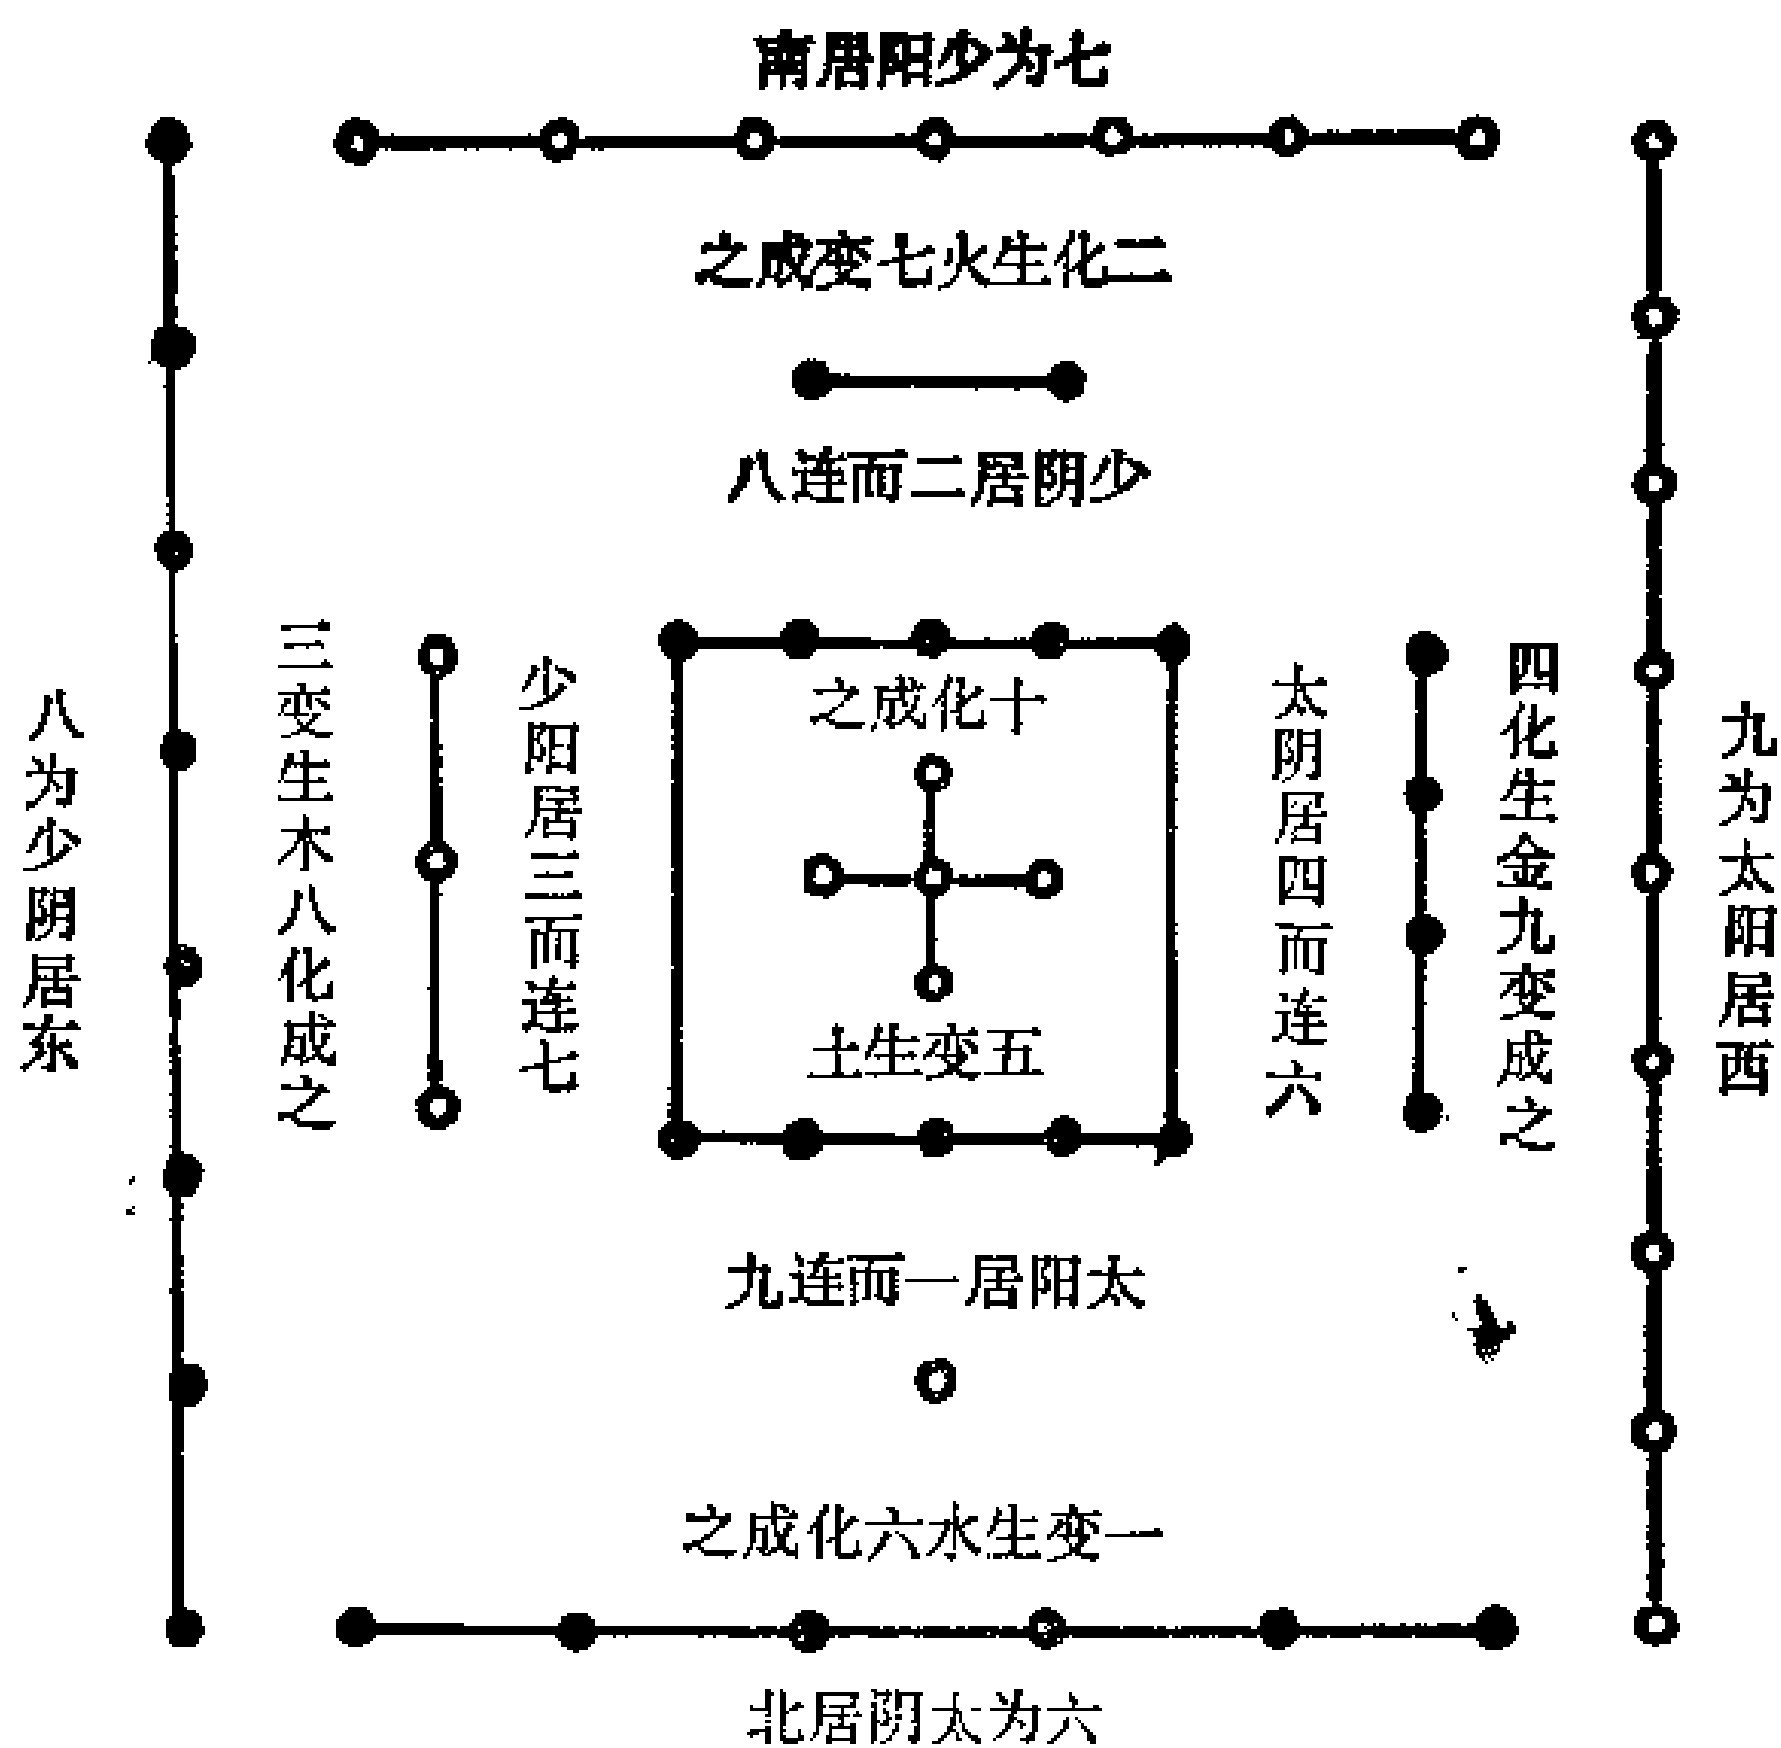 七为少阳居南
二化生火七变成之
少阴居二而连八
八为少阴居东
三变生木八化成之
少阳居三而连七
十化成之
五变生土
太阴居四而连六
四化生金九变成之
九为太阳居西
太阳居一而连九
一变生水六化成之
六为太阴居北